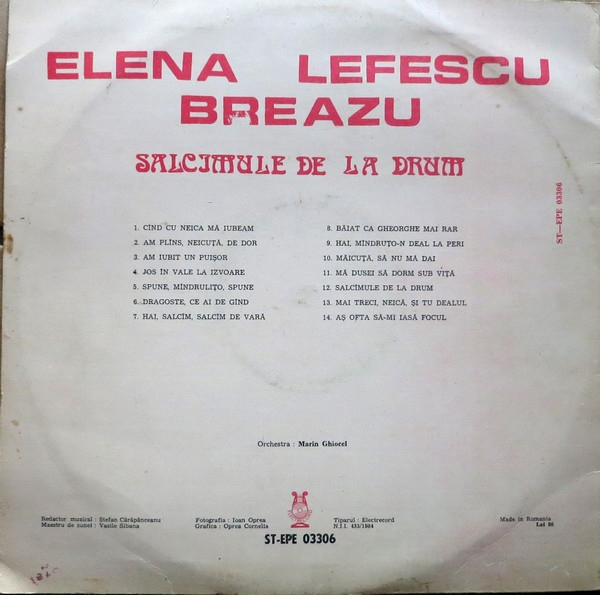 ELENA LEFESCU
BREAZU
SALCIMULE DE LA DRUM
ST—EPE 03306
1. CÎND CU NEICA MĂ IUBEAM
2. AM PLÎNS, NEICUȚĂ, DE DOR
3. AM IUBIT UN PUIȘOR
4. JOS ÎN VALE LA IZVOARE
5. SPUNE, MÎNDRULIȚO, SPUNE
6. DRAGOSTE, CE AI DE GÎND
7. HAI, SALCÎM, SALCÎM DE VARĂ
8. BĂIAT CA GHEORGHE MAI RAR
9. HAI, MÎNDRUȚO-N DEAL LA PERI
10. MĂICUȚĂ, SĂ NU MĂ DAI
11. MĂ DUSEI SĂ DORM SUB VIȚĂ
12. SALCÎMULE DE LA DRUM
13. MAI TRECI, NEICĂ, ȘI TU DEALUL
14. AȘ OFTA SĂ-MI IASĂ FOCUL
Orchestra : Marin Ghiocel
Redactor muzical : Ștefan Cărăpănceanu
Maestru de sunet : Vasile Sibana
Fotografia : Ioan Oprea
Grafica : Oprea Cornelia
Tiparul : Electrecord
N.I.I. 433/1984
Made in Romania
ST-EPE 03306